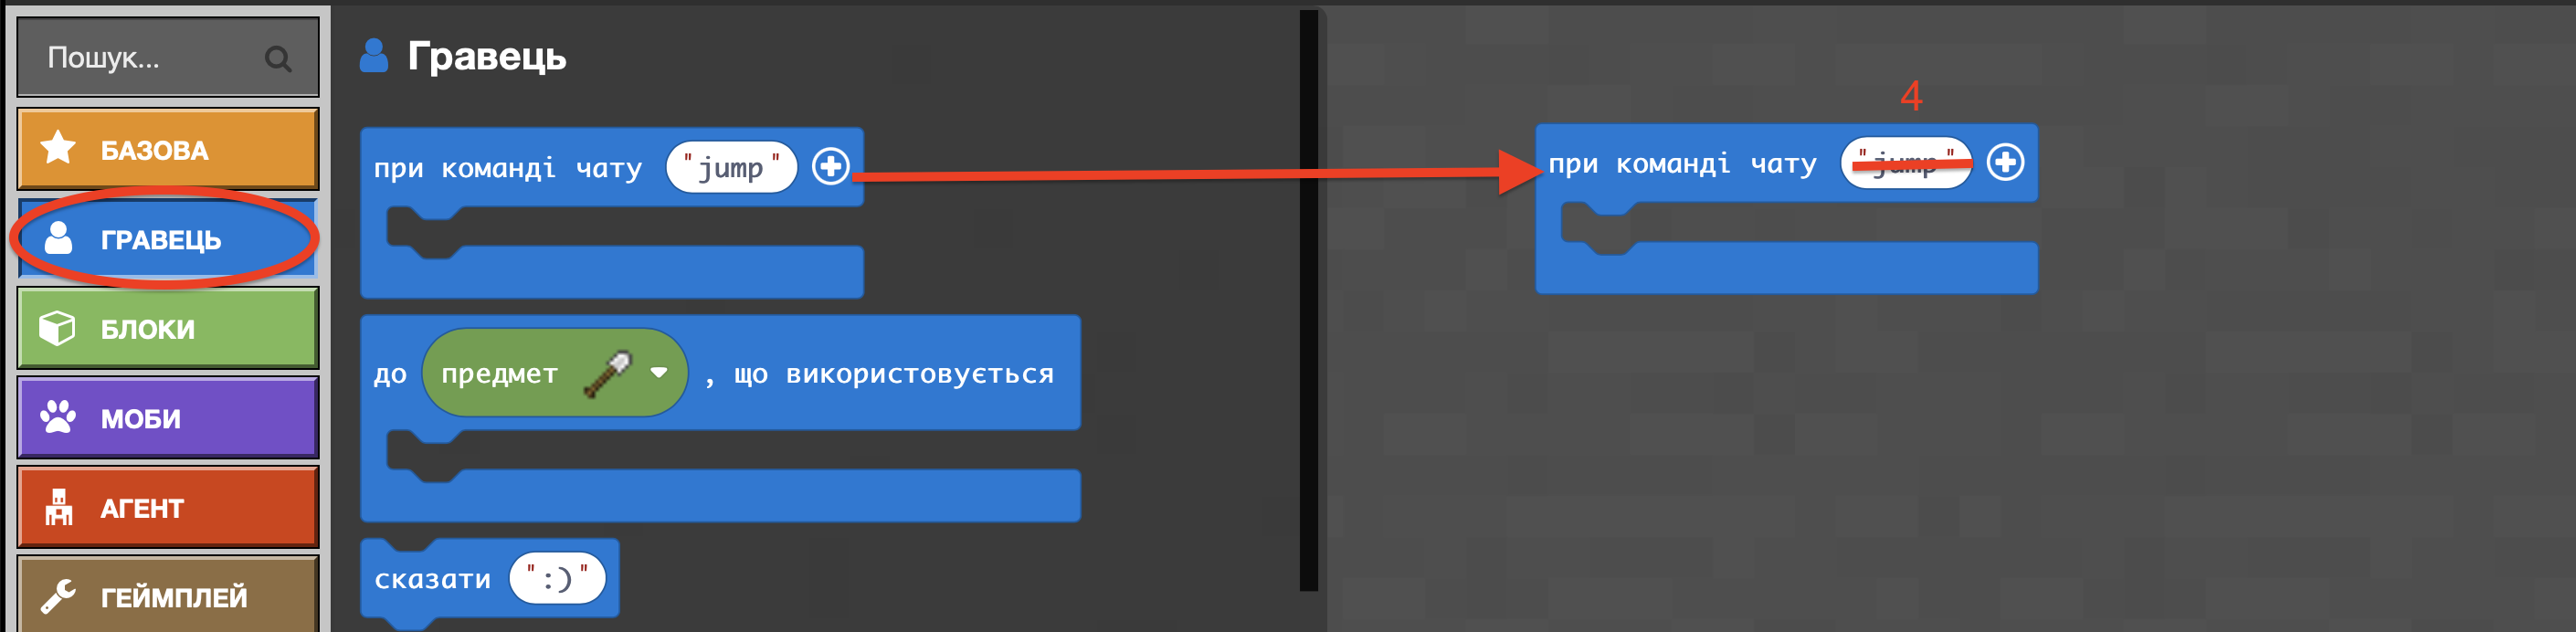 Пошук...
БАЗОВА
ГРАВЕЦЬ
БЛОКИ
МОБИ
АГЕНТ
ГЕЙМПЛЕЙ
Гравець
при команді чату "jump"
до предмет , що використовується
сказати ":)"
4
при команді чату "jump"